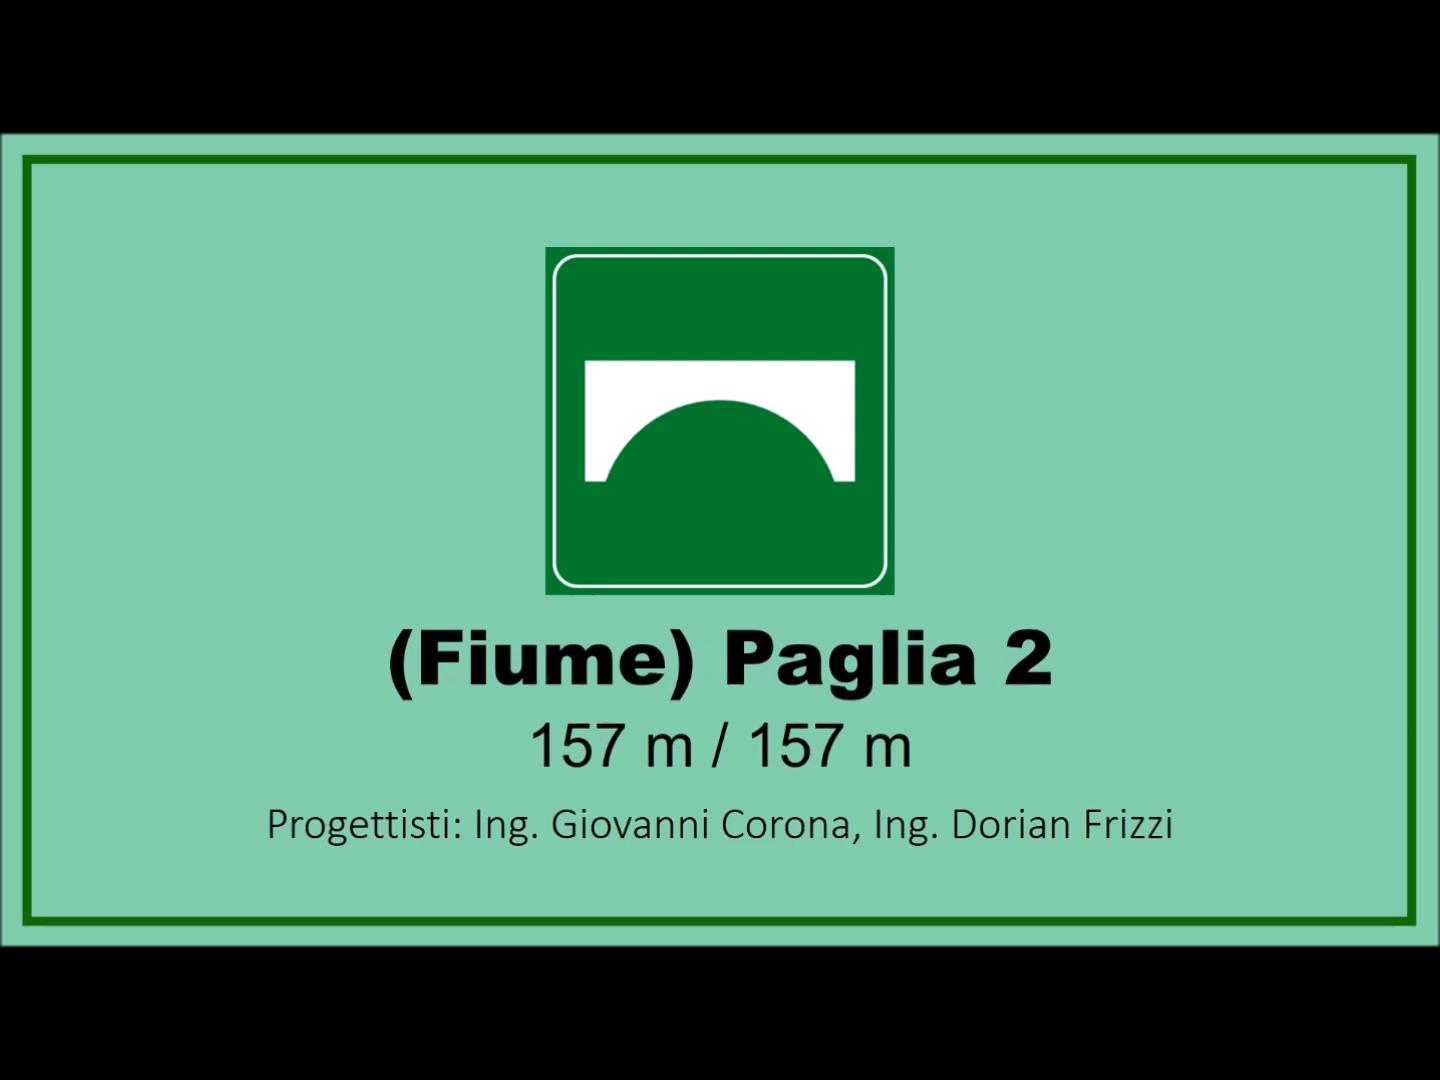 (Fiume) Paglia 2
157 m / 157 m
Progettisti: Ing. Giovanni Corona, Ing. Dorian Frizzi